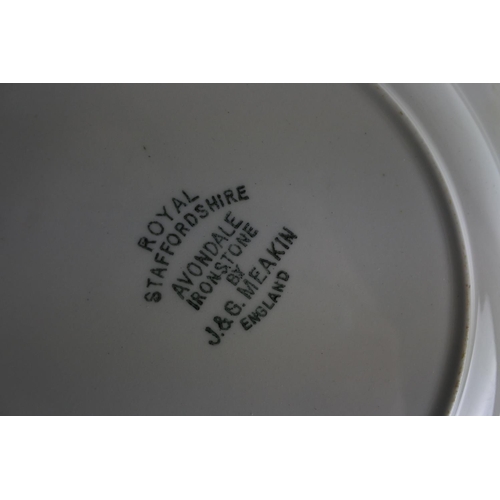 ROYAL
STAFFORDSHIRE
AVONDALE
IRONSTONE
BY
J.&G. MEAKIN
ENGLAND